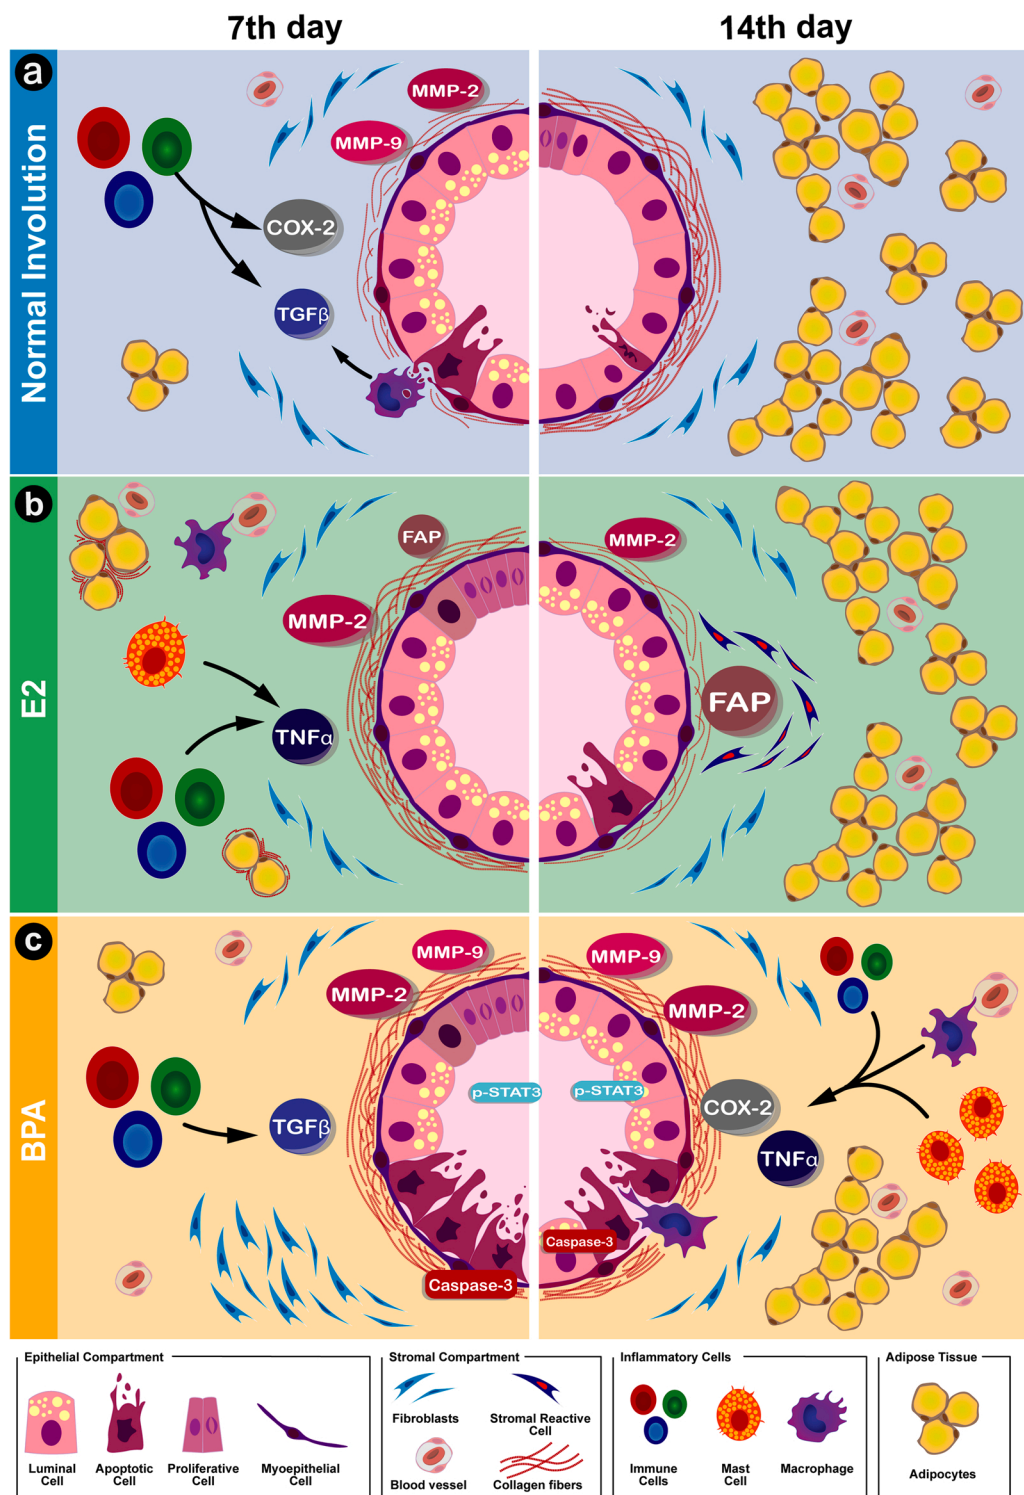 7th day
14th day
a
Normal Involution
MMP-2
MMP-9
COX-2
TGFβ
b
E2
FAP
MMP-2
TNFα
MMP-2
FAP
c
BPA
MMP-9
MMP-2
p-STAT3
TGFβ
Caspase-3
MMP-9
MMP-2
p-STAT3
COX-2
TNFα
Caspase-3
Epithelial Compartment
Luminal
Cell
Apoptotic
Cell
Proliferative
Cell
Myoepithelial
Cell
Stromal Compartment
Fibroblasts
Stromal Reactive
Cell
Blood vessel
Collagen fibers
Inflammatory Cells
Immune
Cells
Mast
Cell
Macrophage
Adipose Tissue
Adipocytes